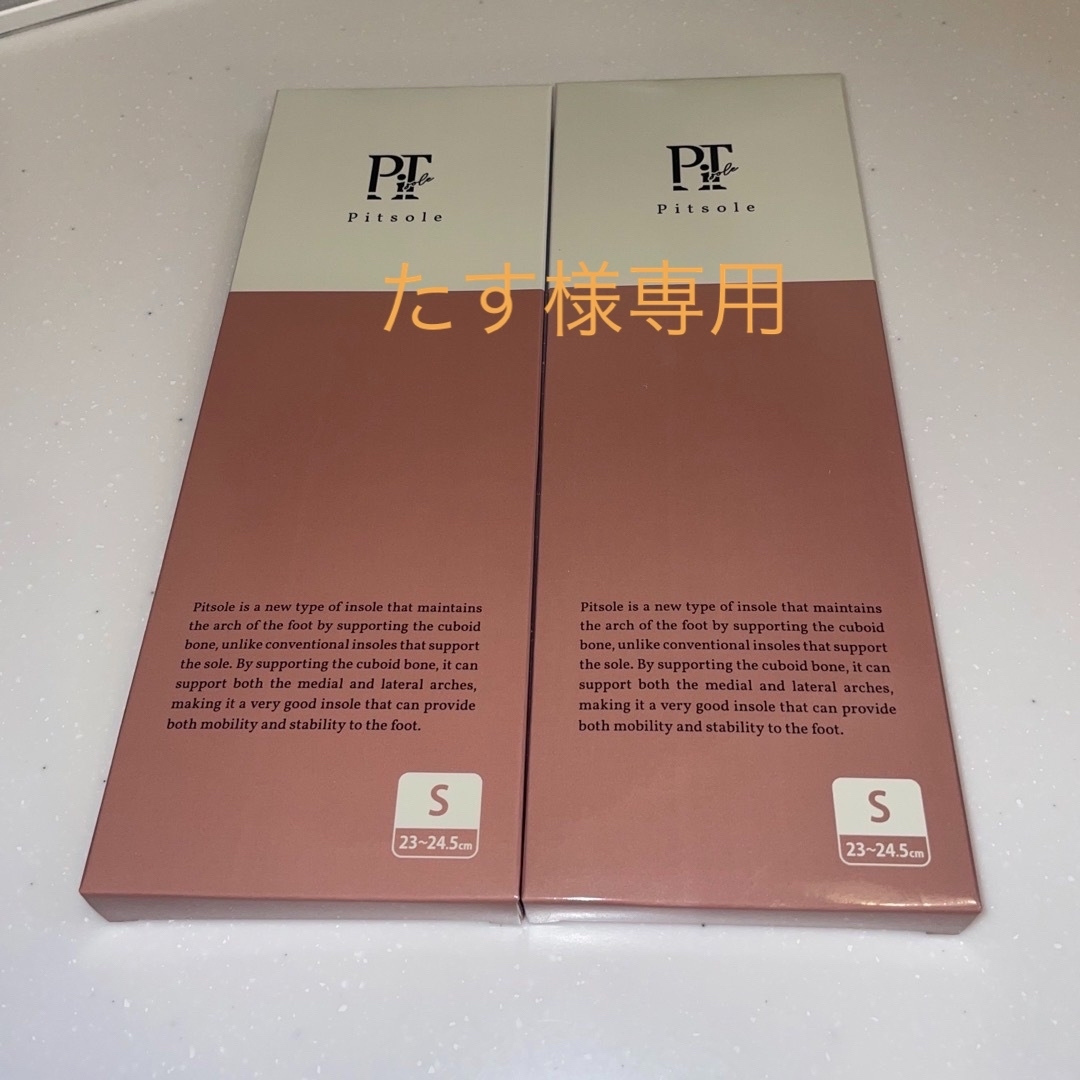 PiTsole
Pitsole
PiTsole
Pitsole
たす様専用
Pitsole is a new type of insole that maintains
the arch of the foot by supporting the cuboid
bone, unlike conventional insoles that support
the sole. By supporting the cuboid bone, it can
support both the medial and lateral arches,
making it a very good insole that can provide
both mobility and stability to the foot.
S
23~24.5cm
Pitsole is a new type of insole that maintains
the arch of the foot by supporting the cuboid
bone, unlike conventional insoles that support
the sole. By supporting the cuboid bone, it can
support both the medial and lateral arches,
making it a very good insole that can provide
both mobility and stability to the foot.
S
23~24.5cm